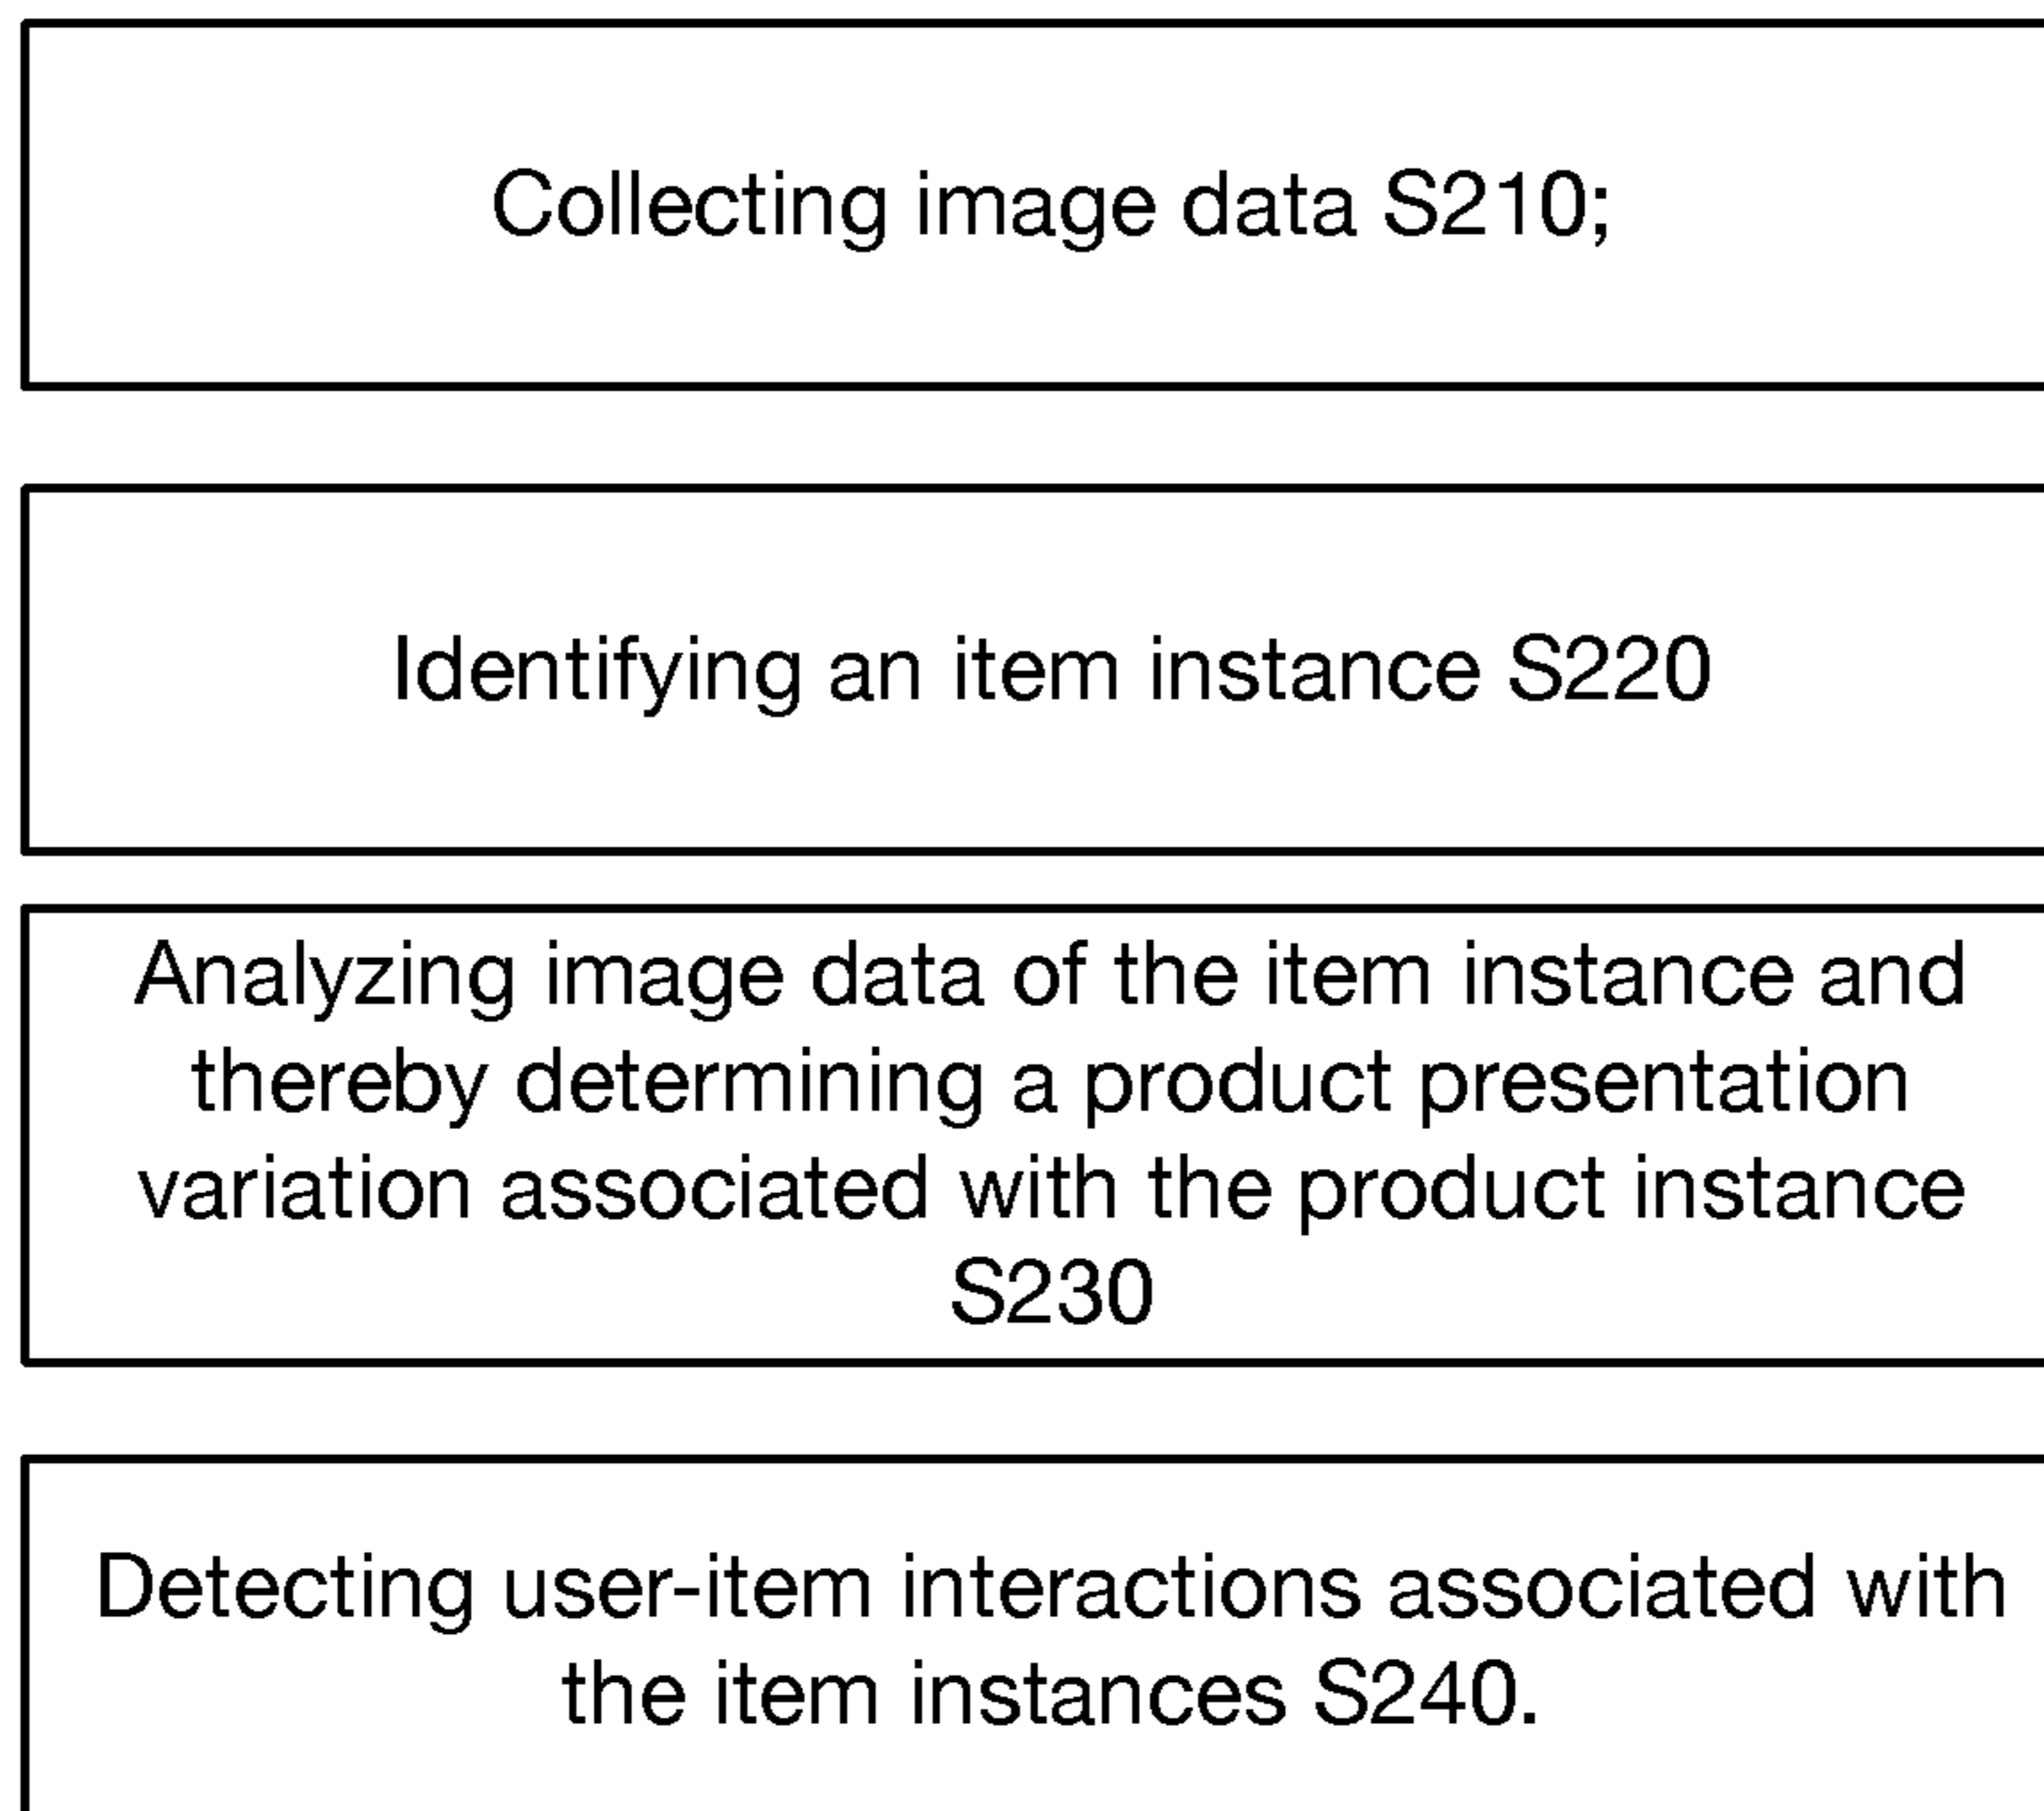 Collecting image data S210;
Identifying an item instance S220
Analyzing image data of the item instance and
thereby determining a product presentation
variation associated with the product instance
S230
Detecting user-item interactions associated with
the item instances S240.